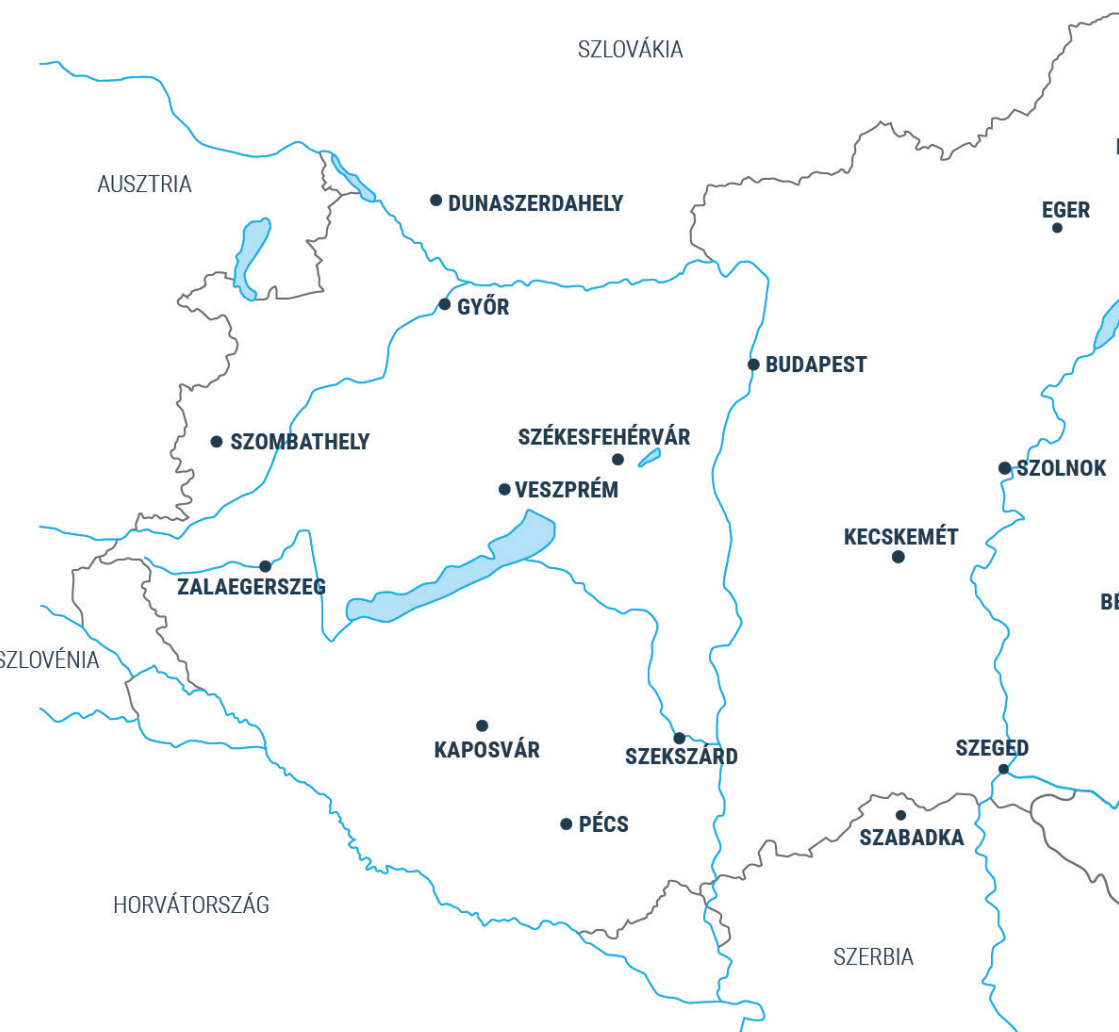 SZLOVÁKIA
AUSZTRIA
DUNASZERDAHELY
EGER
GYŐR
BUDAPEST
SZOMBATHELY
SZÉKESFEHÉRVÁR
SZOLNOK
VESZPRÉM
KECSKEMÉT
ZALAEGERSZEG
SZLOVÉNIA
KAPOSVÁR
SZEKSZÁRD
SZEGED
PÉCS
SZABADKA
HORVÁTORSZÁG
SZERBIA